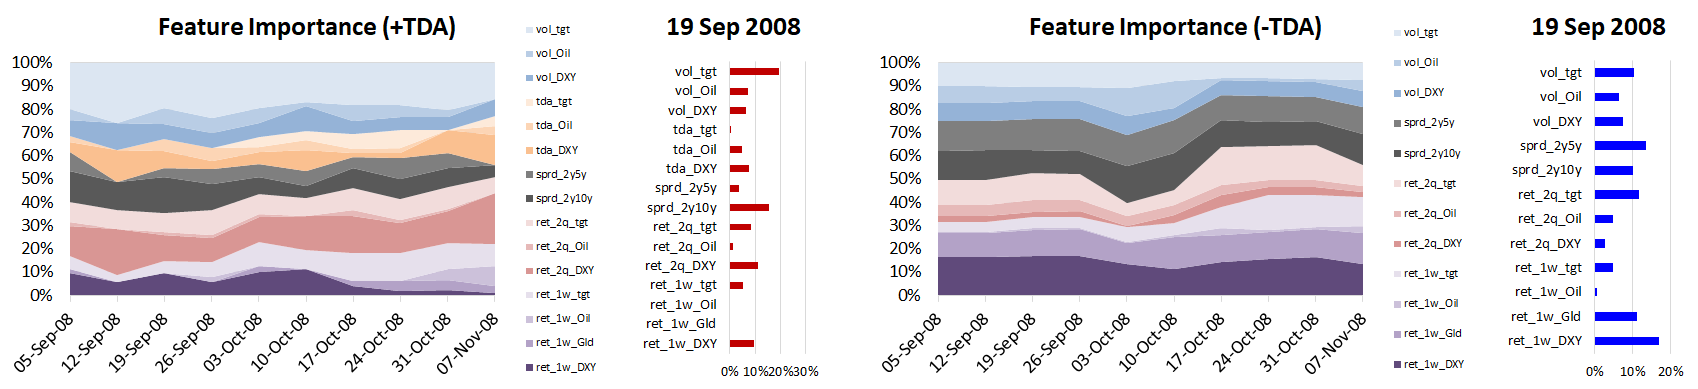 Feature Importance (+TDA)
100%
90%
80%
70%
60%
50%
40%
30%
20%
10%
0%
05-Sep-08
12-Sep-08
19-Sep-08
26-Sep-08
03-Oct-08
10-Oct-08
17-Oct-08
24-Oct-08
31-Oct-08
07-Nov-08
vol_tgt
vol_Oil
vol_DXY
tda_tgt
tda_Oil
tda_DXY
sprd_2y5y
sprd_2y10y
ret_2q_tgt
ret_2q_Oil
ret_2q_DXY
ret_1w_tgt
ret_1w_Oil
ret_1w_Gld
ret_1w_DXY
19 Sep 2008
vol_tgt
vol_Oil
vol_DXY
tda_tgt
tda_Oil
tda_DXY
sprd_2y5y
sprd_2y10y
ret_2q_tgt
ret_2q_Oil
ret_2q_DXY
ret_1w_tgt
ret_1w_Oil
ret_1w_Gld
ret_1w_DXY
0% 10% 20% 30%
Feature Importance (-TDA)
100%
90%
80%
70%
60%
50%
40%
30%
20%
10%
0%
05-Sep-08
12-Sep-08
19-Sep-08
26-Sep-08
03-Oct-08
10-Oct-08
17-Oct-08
24-Oct-08
31-Oct-08
07-Nov-08
vol_tgt
vol_Oil
vol_DXY
sprd_2y5y
sprd_2y10y
ret_2q_tgt
ret_2q_Oil
ret_2q_DXY
ret_1w_tgt
ret_1w_Oil
ret_1w_Gld
ret_1w_DXY
19 Sep 2008
vol_tgt
vol_Oil
vol_DXY
sprd_2y5y
sprd_2y10y
ret_2q_tgt
ret_2q_Oil
ret_2q_DXY
ret_1w_tgt
ret_1w_Oil
ret_1w_Gld
ret_1w_DXY
0% 10% 20%